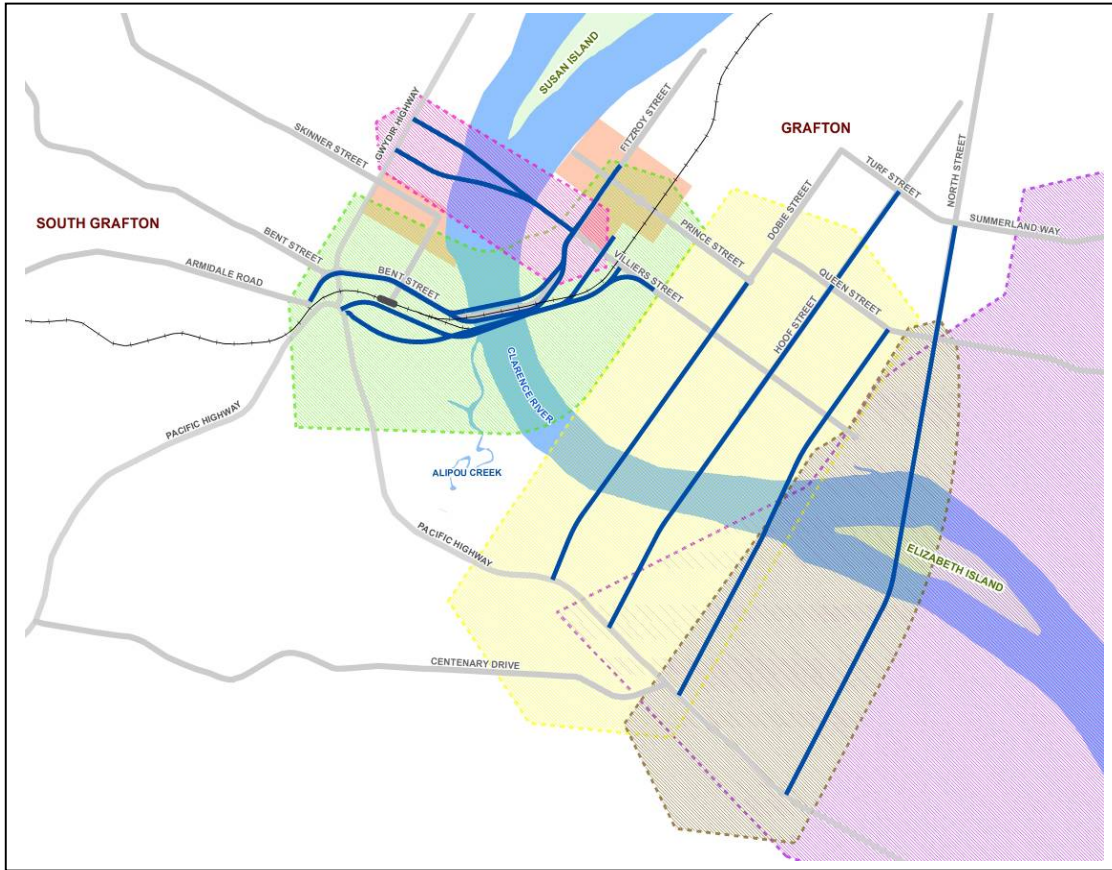 SUSAN ISLAND
FITZROY STREET
GRAFTON
GWYDIR HIGHWAY
SKINNER STREET
TURF STREET
NORTH STREET
DOBIE STREET
SUMMERLAND WAY
SOUTH GRAFTON
PRINCE STREET
BENT STREET
ARMIDALE ROAD
BENT STREET
VILLIERS STREET
QUEEN STREET
HOOF STREET
CLARENCE RIVER
PACIFIC HIGHWAY
ALIPOU CREEK
PACIFIC HIGHWAY
ELIZABETH ISLAND
CENTENARY DRIVE